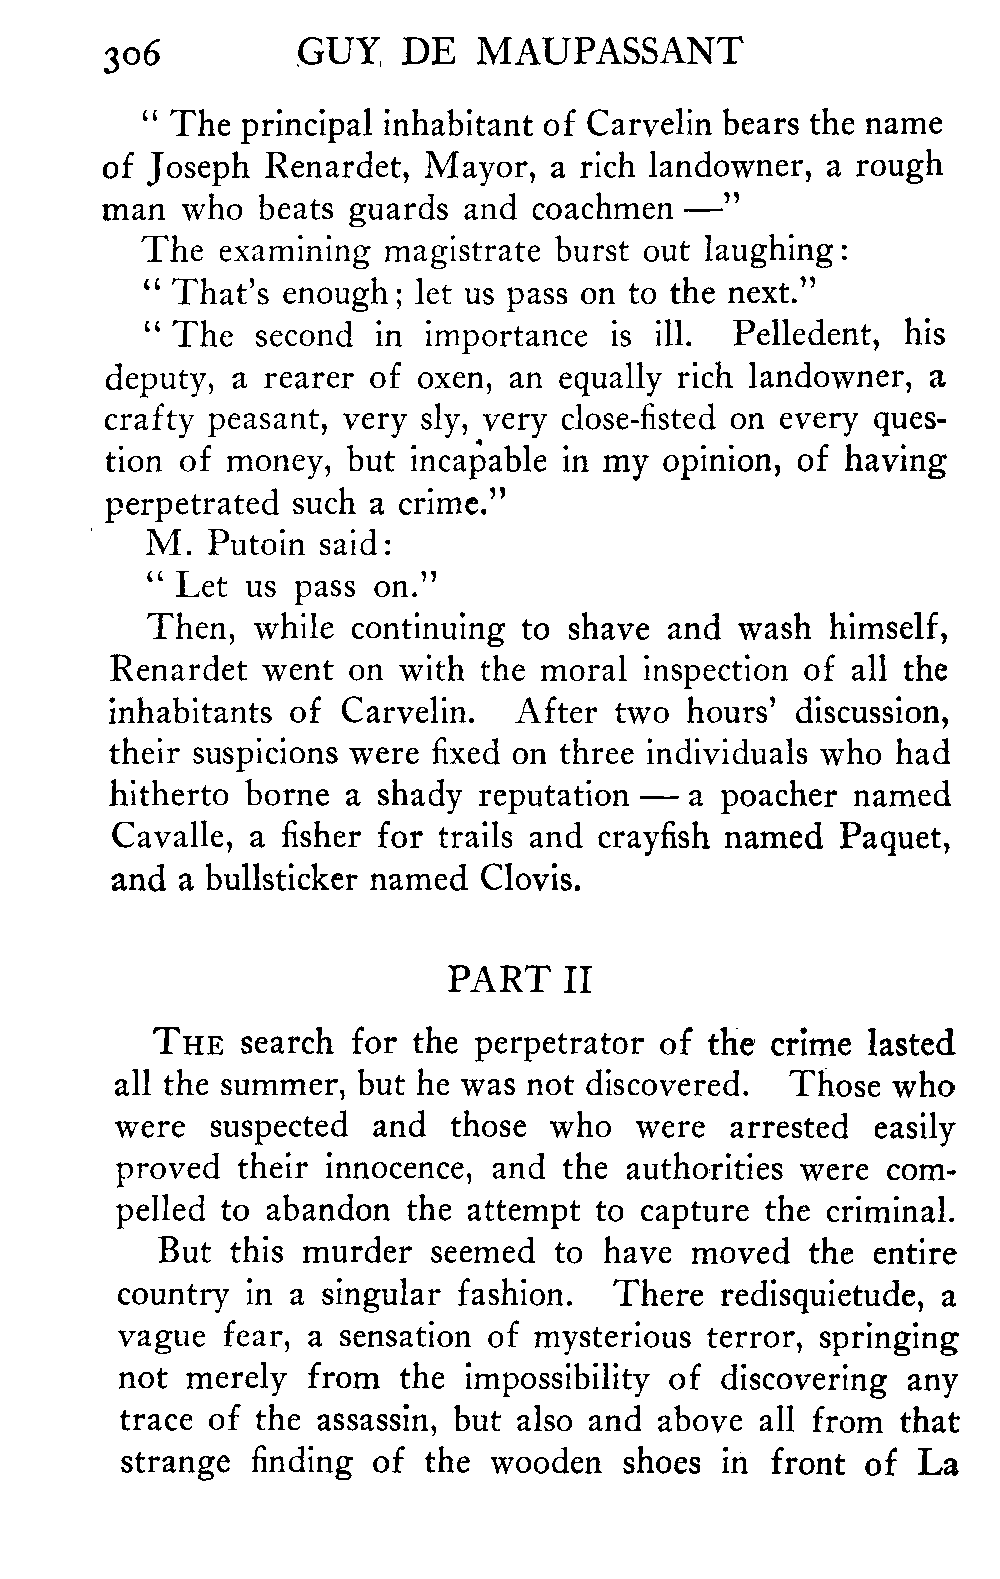 306 GUY DE MAUPASSANT
“ The principal inhabitant of Carvelin bears the name
of Joseph Renardet, Mayor, a rich landowner, a rough
man who beats guards and coachmen —”
The examining magistrate burst out laughing:
“ That’s enough; let us pass on to the next.”
“ The second in importance is ill. Pelledent, his
deputy, a rearer of oxen, an equally rich landowner, a
crafty peasant, very sly, very close-fisted on every ques-
tion of money, but incapable in my opinion, of having
perpetrated such a crime.”
M. Putoin said:
“ Let us pass on.”
Then, while continuing to shave and wash himself,
Renardet went on with the moral inspection of all the
inhabitants of Carvelin. After two hours’ discussion,
their suspicions were fixed on three individuals who had
hitherto borne a shady reputation — a poacher named
Cavalle, a fisher for trails and crayfish named Paquet,
and a bullsticker named Clovis.
PART II
THE search for the perpetrator of the crime lasted
all the summer, but he was not discovered. Those who
were suspected and those who were arrested easily
proved their innocence, and the authorities were com-
pelled to abandon the attempt to capture the criminal.
But this murder seemed to have moved the entire
country in a singular fashion. There redisquietude, a
vague fear, a sensation of mysterious terror, springing
not merely from the impossibility of discovering any
trace of the assassin, but also and above all from that
strange finding of the wooden shoes in front of La